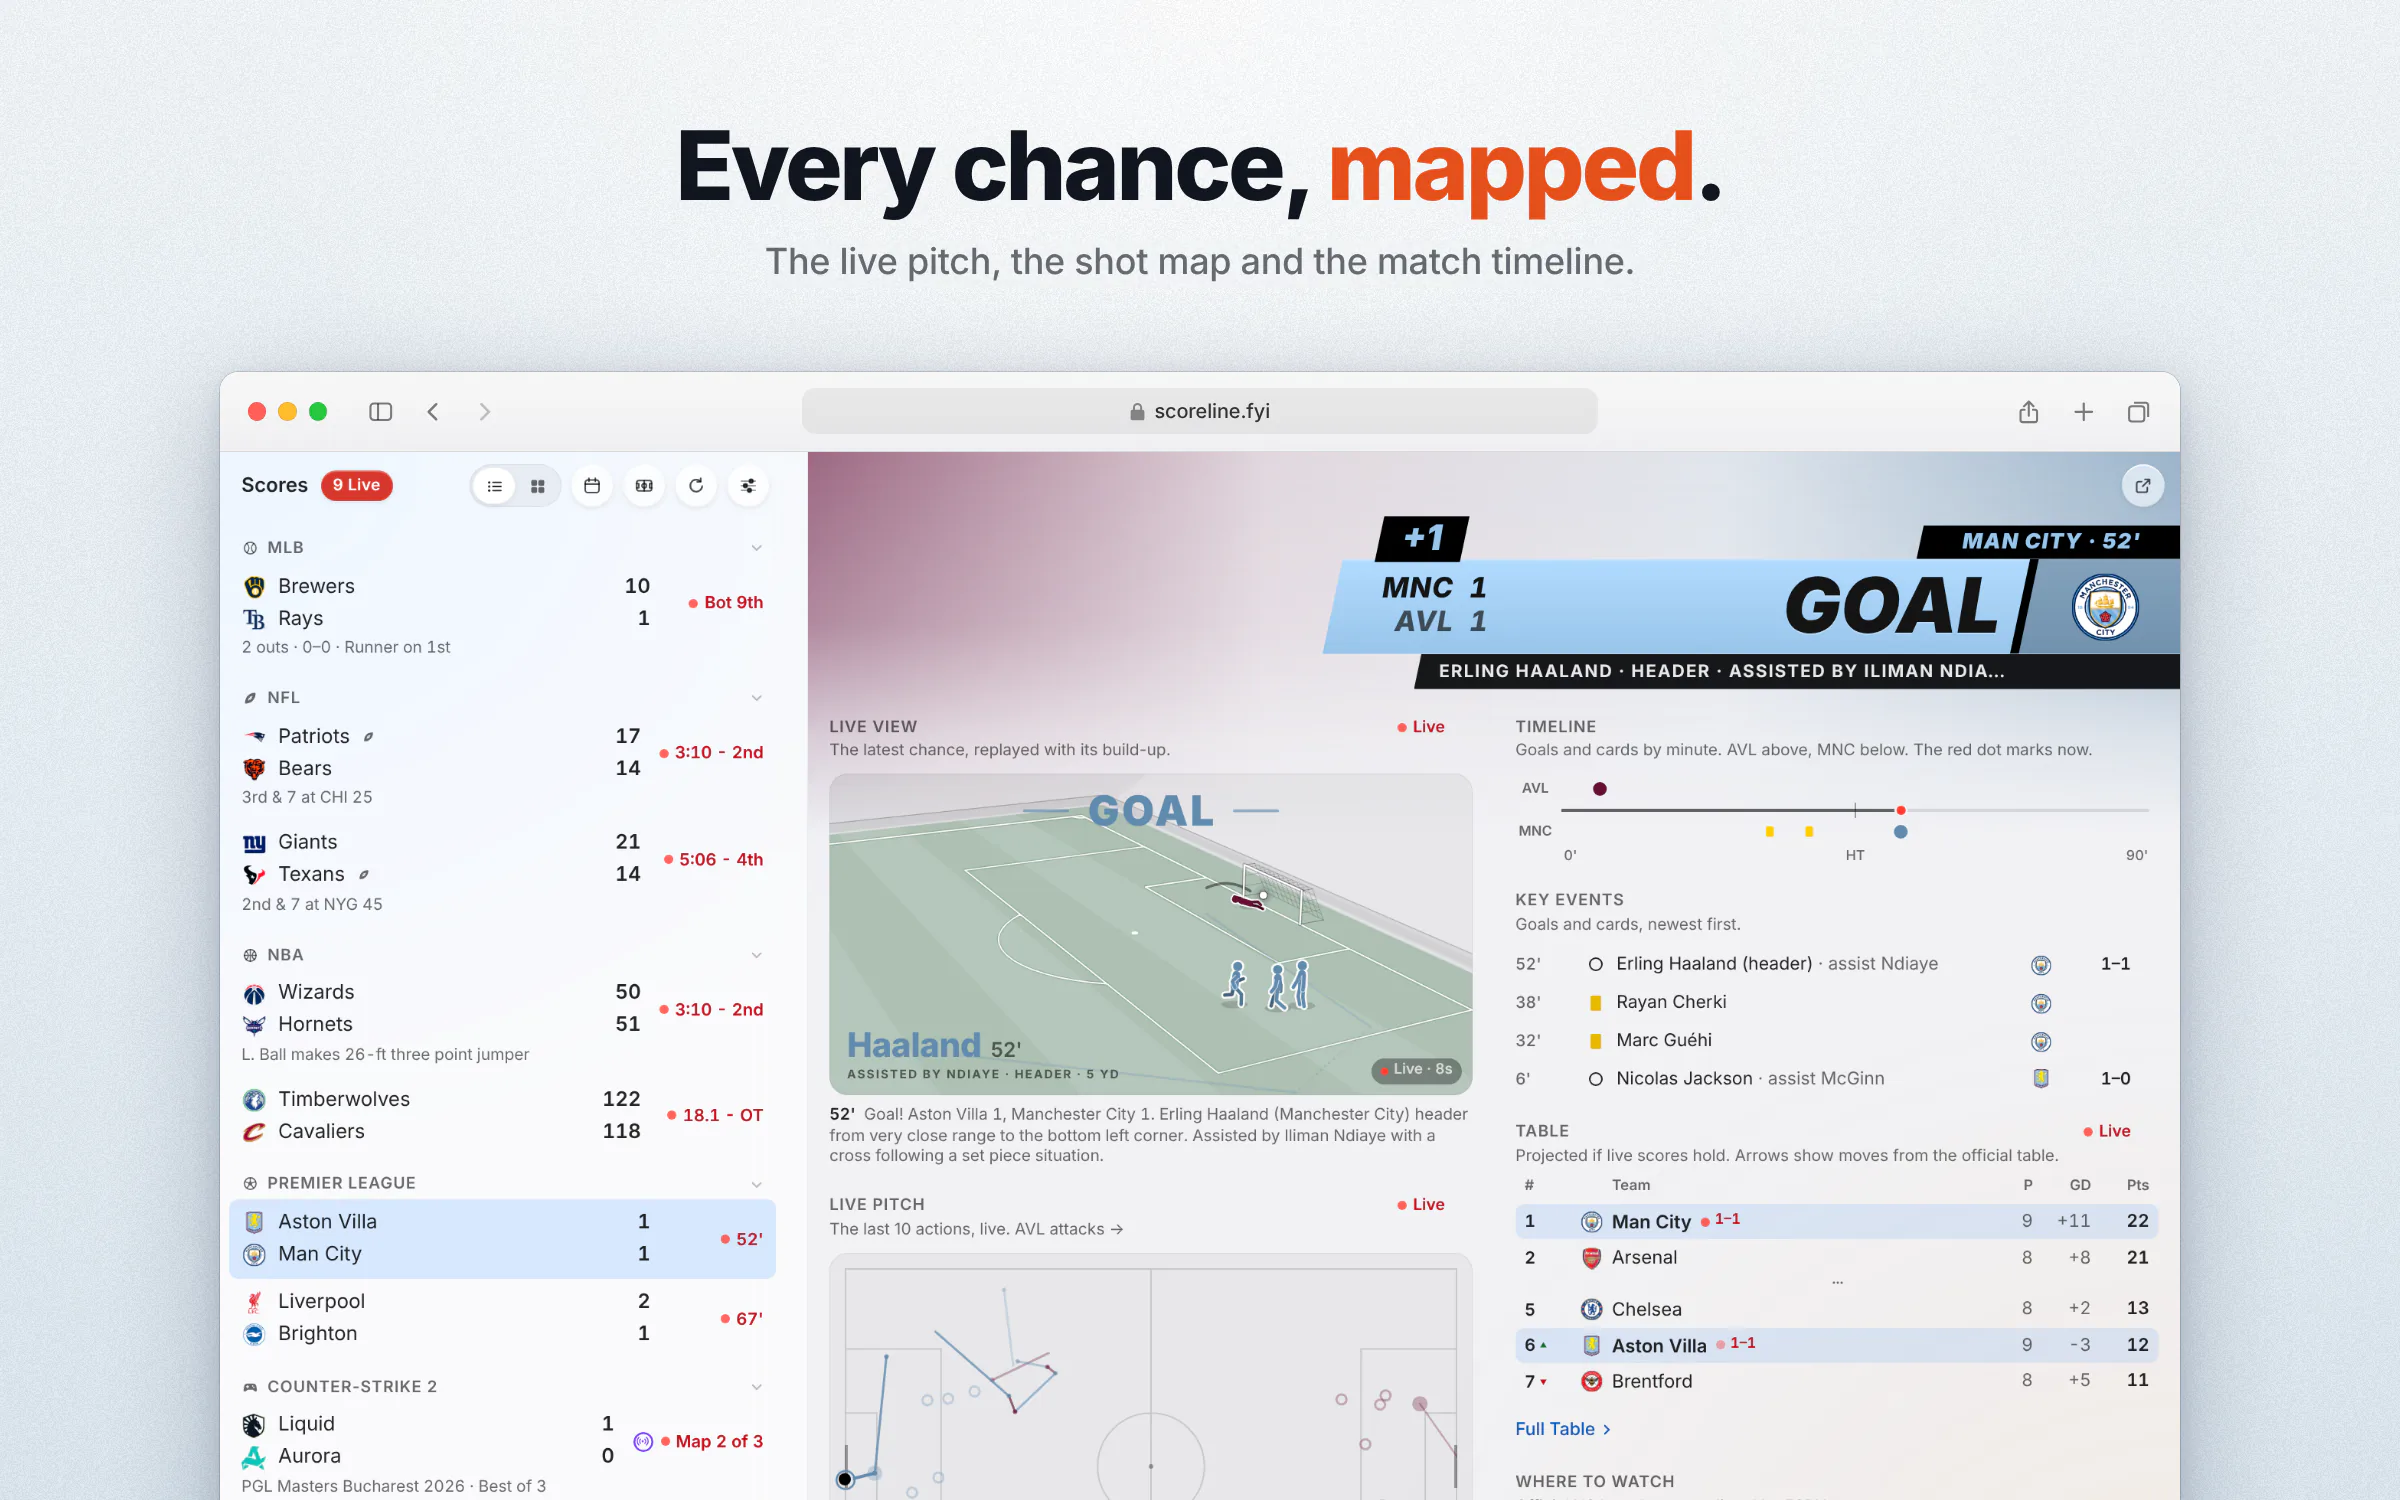 Every chance, mapped.
The live pitch, the shot map and the match timeline.
scoreline.fyi
Scores 9 Live
MLB
Brewers 10
Rays 1
Bot 9th
2 outs · 0–0 · Runner on 1st
NFL
Patriots 17
Bears 14
3:10 - 2nd
3rd & 7 at CHI 25
Giants 21
Texans 14
5:06 - 4th
2nd & 7 at NYG 45
NBA
Wizards 50
Hornets 51
3:10 - 2nd
L. Ball makes 26-ft three point jumper
Timberwolves 122
Cavaliers 118
18.1 - OT
PREMIER LEAGUE
Aston Villa 1
Man City 1
52'
Liverpool 2
Brighton 1
67'
COUNTER-STRIKE 2
Liquid 1
Aurora 0
Map 2 of 3
PGL Masters Bucharest 2026 · Best of 3
+1
MAN CITY · 52'
MNC 1
AVL 1
GOAL
MANCHESTER CITY
ERLING HAALAND · HEADER · ASSISTED BY ILIMAN NDIA...
LIVE VIEW
Live
The latest chance, replayed with its build-up.
GOAL
Haaland 52'
ASSISTED BY NDIAYE · HEADER · 5 YD
Live · 8s
52' Goal! Aston Villa 1, Manchester City 1. Erling Haaland (Manchester City) header
from very close range to the bottom left corner. Assisted by Iliman Ndiaye with a
cross following a set piece situation.
LIVE PITCH
Live
The last 10 actions, live. AVL attacks →
TIMELINE
Goals and cards by minute. AVL above, MNC below. The red dot marks now.
AVL
MNC
0' HT 90'
KEY EVENTS
Goals and cards, newest first.
52' Erling Haaland (header) · assist Ndiaye 1–1
38' Rayan Cherki
32' Marc Guéhi
6' Nicolas Jackson · assist McGinn 1–0
TABLE
Live
Projected if live scores hold. Arrows show moves from the official table.
# Team P GD Pts
1 Man City 1–1 9 +11 22
2 Arsenal 8 +8 21
...
5 Chelsea 8 +2 13
6 Aston Villa 1–1 9 -3 12
7 Brentford 8 +5 11
Full Table >
WHERE TO WATCH